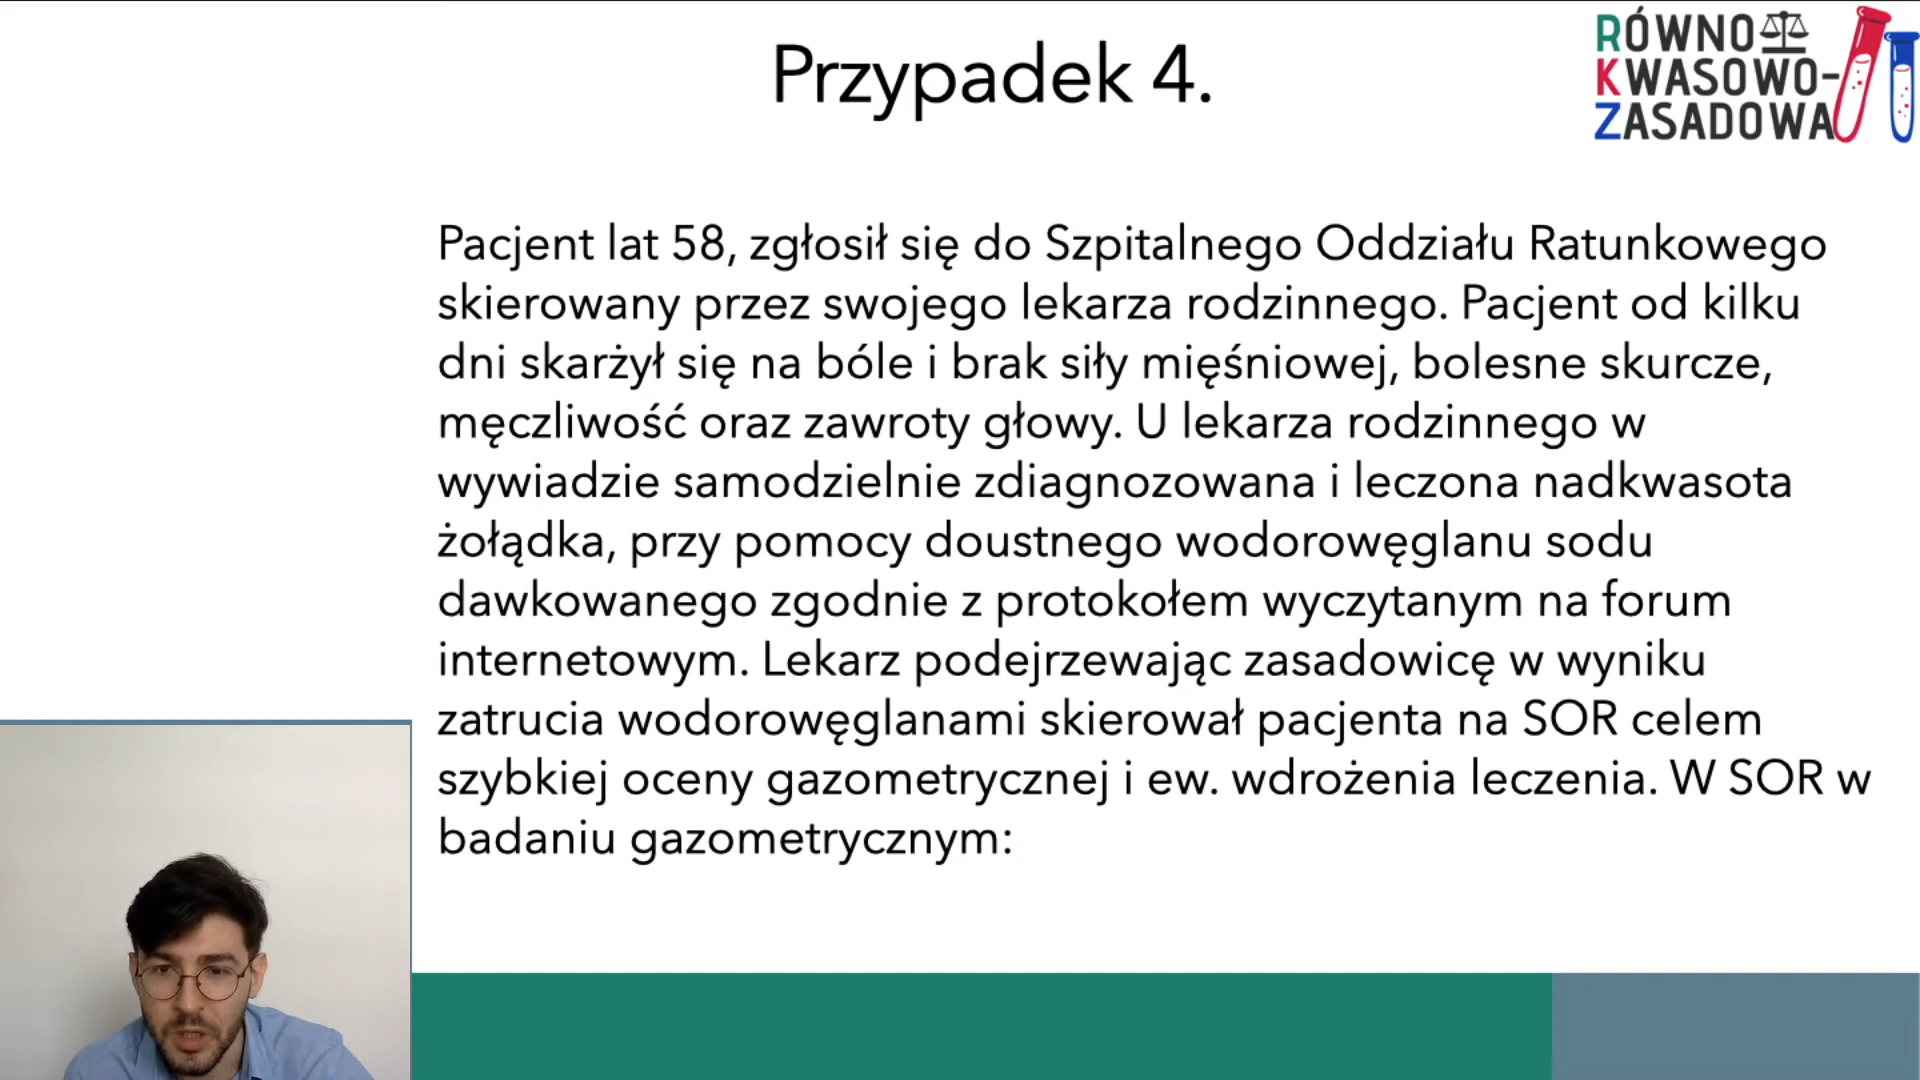 Przypadek 4.
RÓWNO
KWASOWO-
ZASADOWA
Pacjent lat 58, zgłosił się do Szpitalnego Oddziału Ratunkowego
skierowany przez swojego lekarza rodzinnego. Pacjent od kilku
dni skarżył się na bóle i brak siły mięśniowej, bolesne skurcze,
męczliwość oraz zawroty głowy. U lekarza rodzinnego w
wywiadzie samodzielnie zdiagnozowana i leczona nadkwasota
żołądka, przy pomocy doustnego wodorowęglanu sodu
dawkowanego zgodnie z protokołem wyczytanym na forum
internetowym. Lekarz podejrzewając zasadowicę w wyniku
zatrucia wodorowęglanami skierował pacjenta na SOR celem
szybkiej oceny gazometrycznej i ew. wdrożenia leczenia. W SOR w
badaniu gazometrycznym: